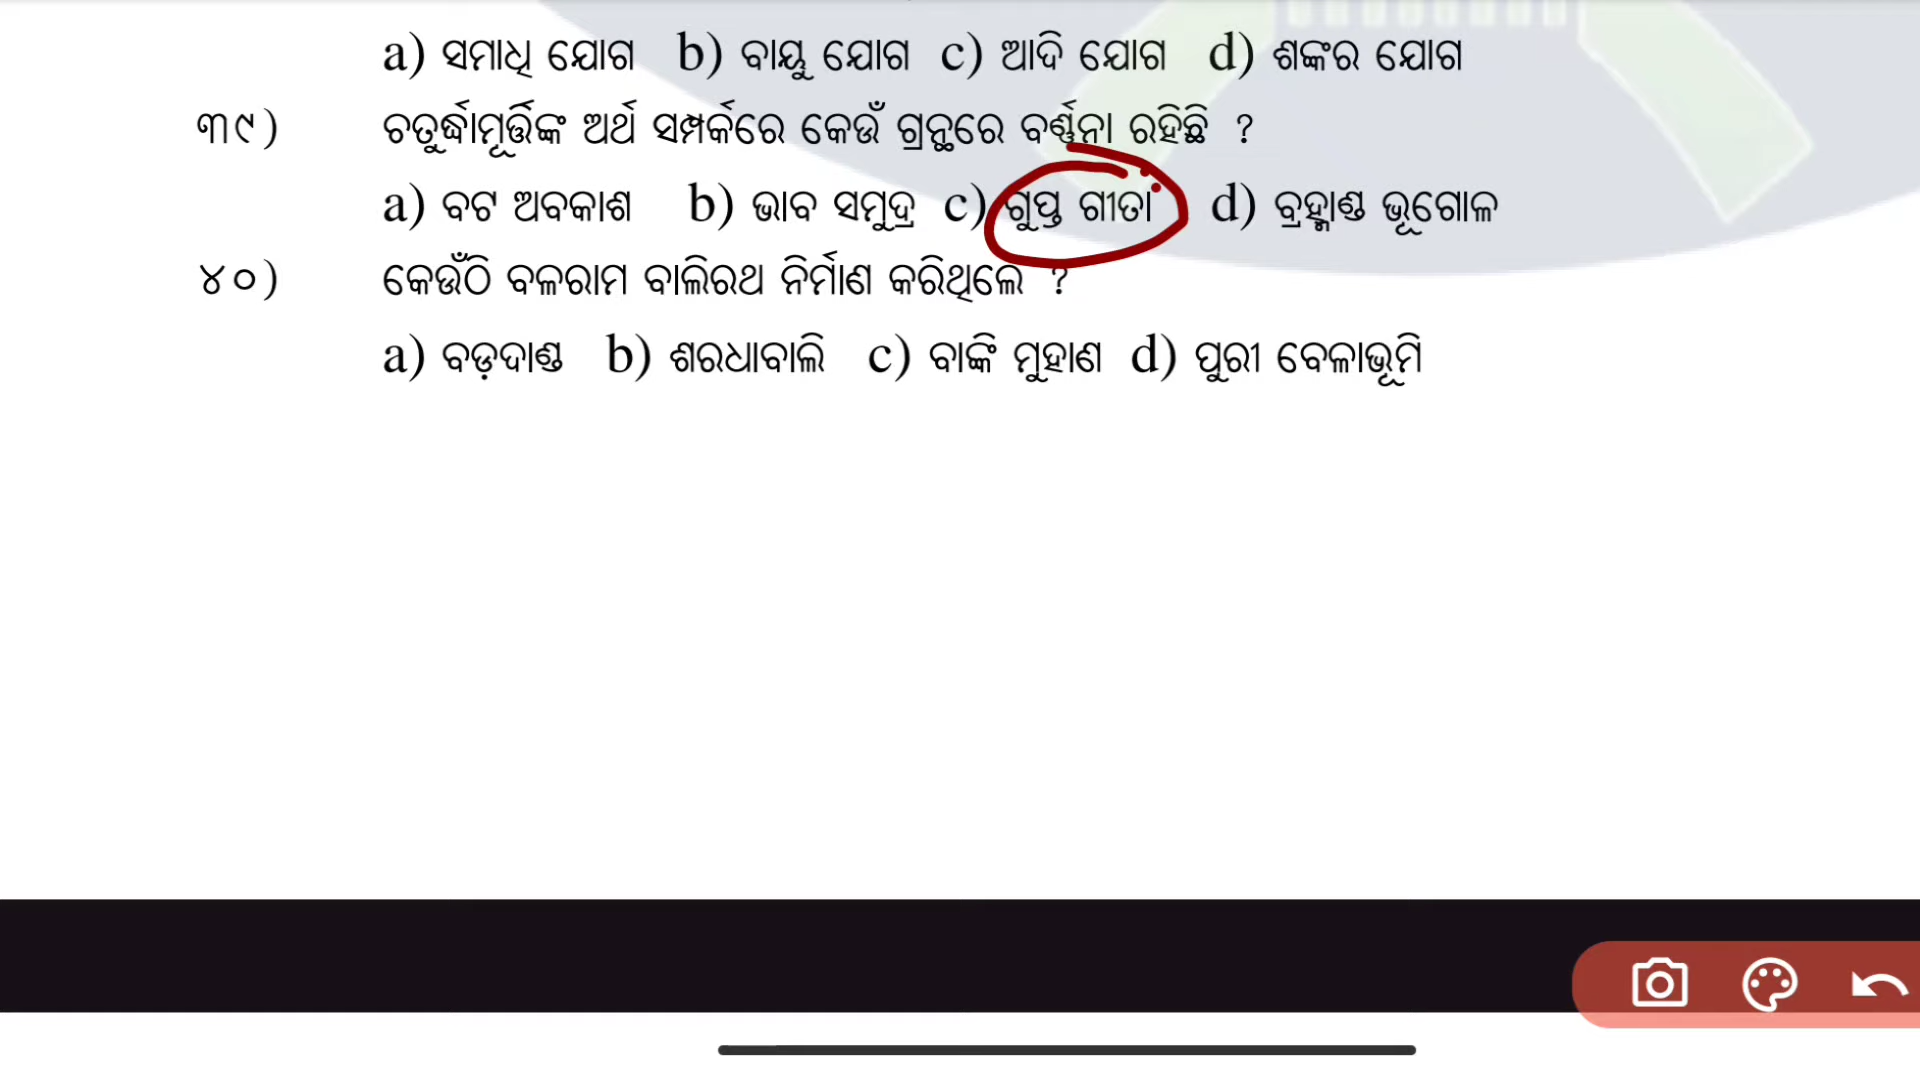 a) ସମାଧି ଯୋଗ b) ବାୟୁ ଯୋଗ c) ଆଦି ଯୋଗ d) ଶଙ୍କର ଯୋଗ
୩୯) ଚତୁର୍ଦ୍ଧାମୂର୍ତ୍ତିଙ୍କ ଅର୍ଥ ସମ୍ପର୍କରେ କେଉଁ ଗ୍ରନ୍ଥରେ ବର୍ଣ୍ଣନା ରହିଛି ?
a) ବଟ ଅବକାଶ b) ଭାବ ସମୁଦ୍ର c) ଗୁପ୍ତ ଗୀତା d) ବ୍ରହ୍ମାଣ୍ଡ ଭୂଗୋଳ
୪୦) କେଉଁଠି ବଳରାମ ବାଲିରଥ ନିର୍ମାଣ କରିଥିଲେ ?
a) ବଡ଼ଦାଣ୍ଡ b) ଶରଧାବାଲି c) ବାଙ୍କି ମୁହାଣ d) ପୁରୀ ବେଳାଭୂମି